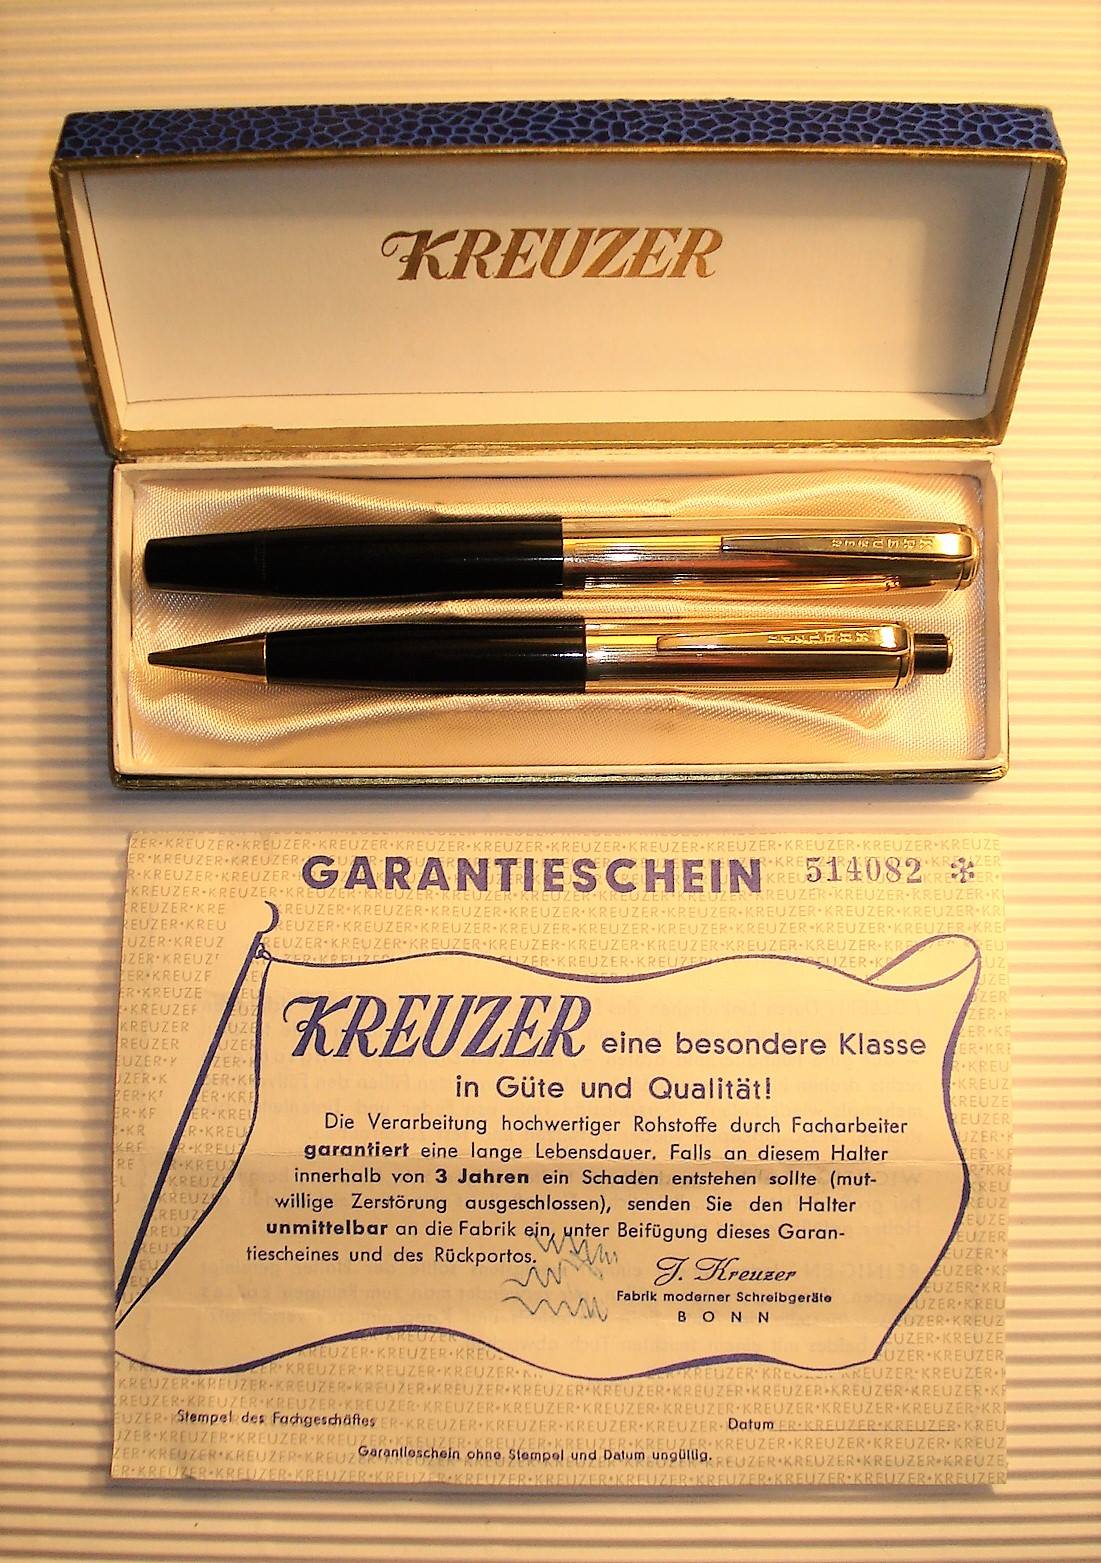 KREUZER
KREUZER
KREUZER
GARANTIESCHEIN 514082 ✻
KREUZER eine besondere Klasse
in Güte und Qualität!
Die Verarbeitung hochwertiger Rohstoffe durch Facharbeiter
garantiert eine lange Lebensdauer. Falls an diesem Halter
innerhalb von 3 Jahren ein Schaden entstehen sollte (mut-
willige Zerstörung ausgeschlossen), senden Sie den Halter
unmittelbar an die Fabrik ein, unter Beifügung dieses Garan-
tiescheines und des Rückportos.
J. Kreuzer
Fabrik moderner Schreibgeräte
BONN
Stempel des Fachgeschäftes
Datum
Garantieschein ohne Stempel und Datum ungültig.